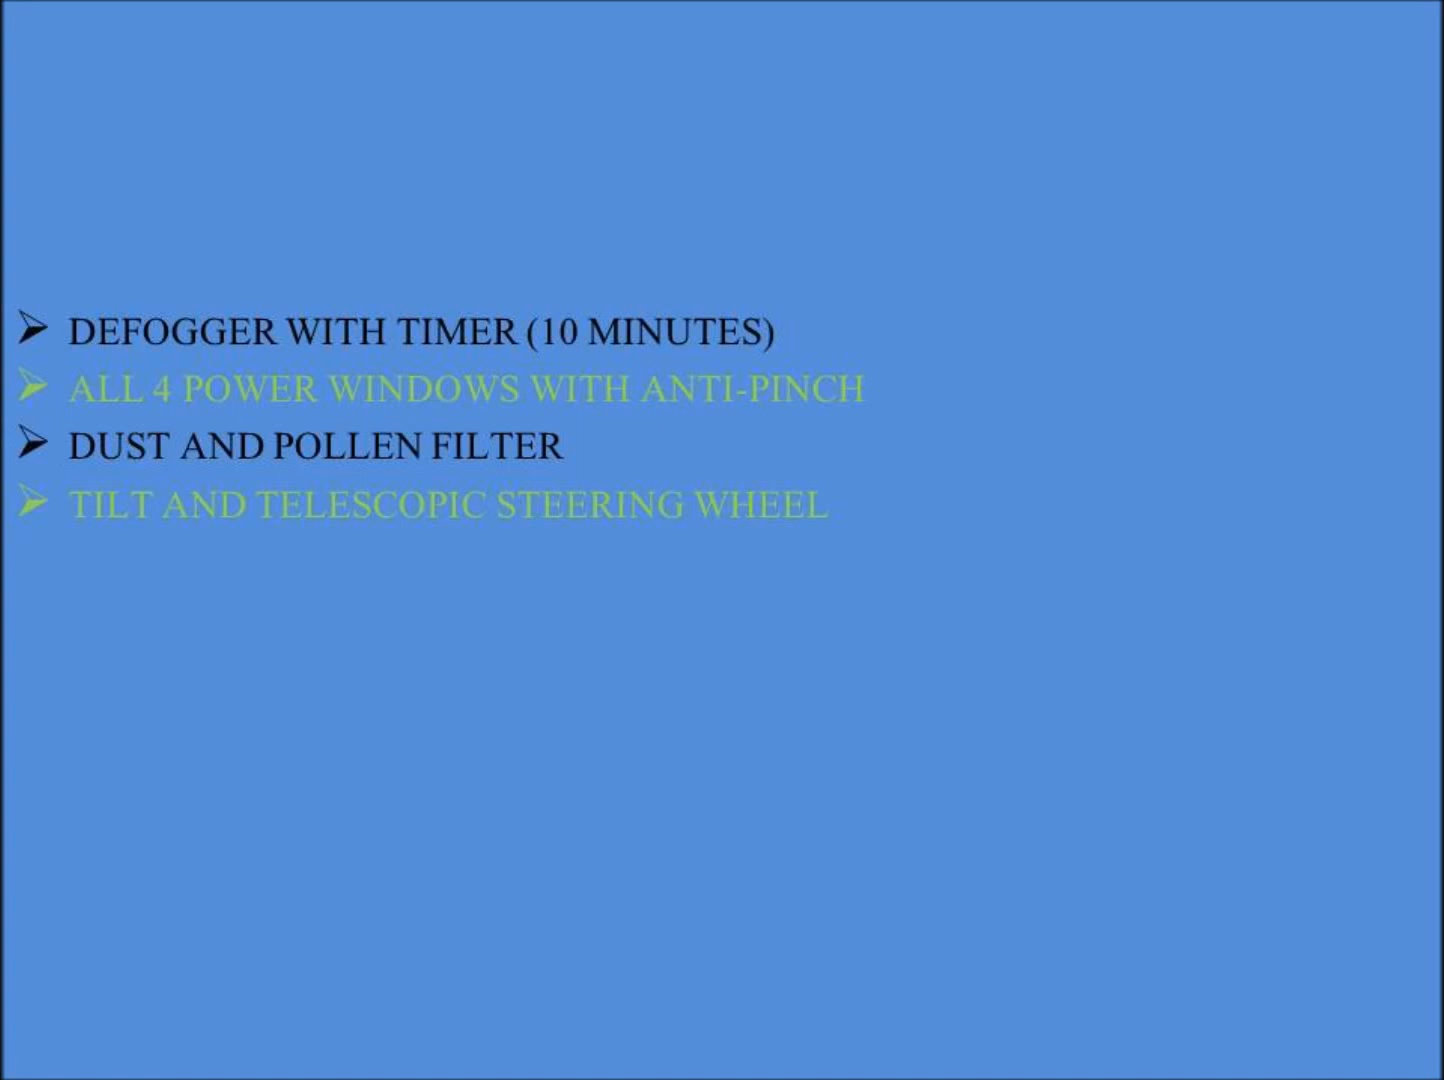 ➢ DEFOGGER WITH TIMER (10 MINUTES)
➢ ALL 4 POWER WINDOWS WITH ANTI-PINCH
➢ DUST AND POLLEN FILTER
➢ TILT AND TELESCOPIC STEERING WHEEL